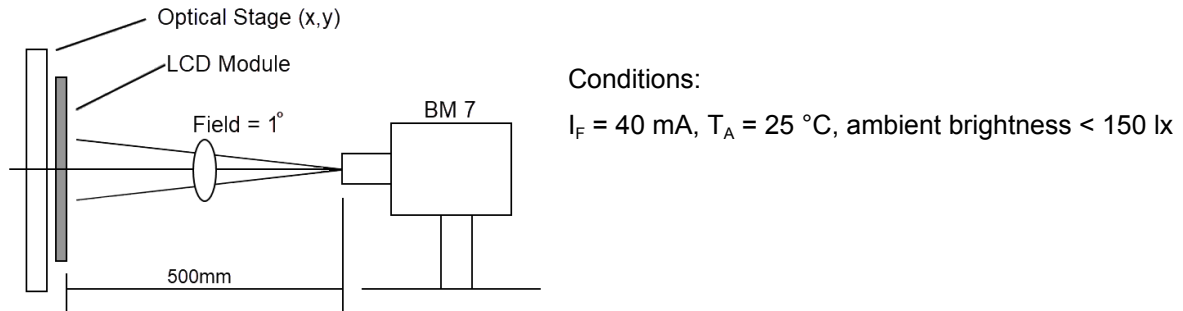 Optical Stage (x,y)
LCD Module
Field = 1°
BM 7
500mm
Conditions:
I_F = 40 mA, T_A = 25 °C, ambient brightness < 150 lx